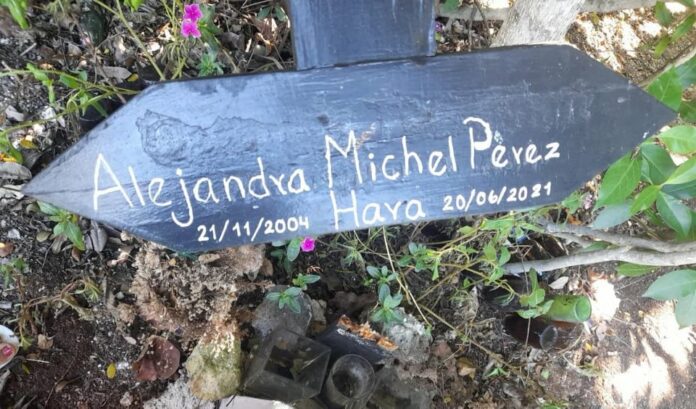 Alejandra Michel Pérez
21/11/2004 Hara 20/06/2021